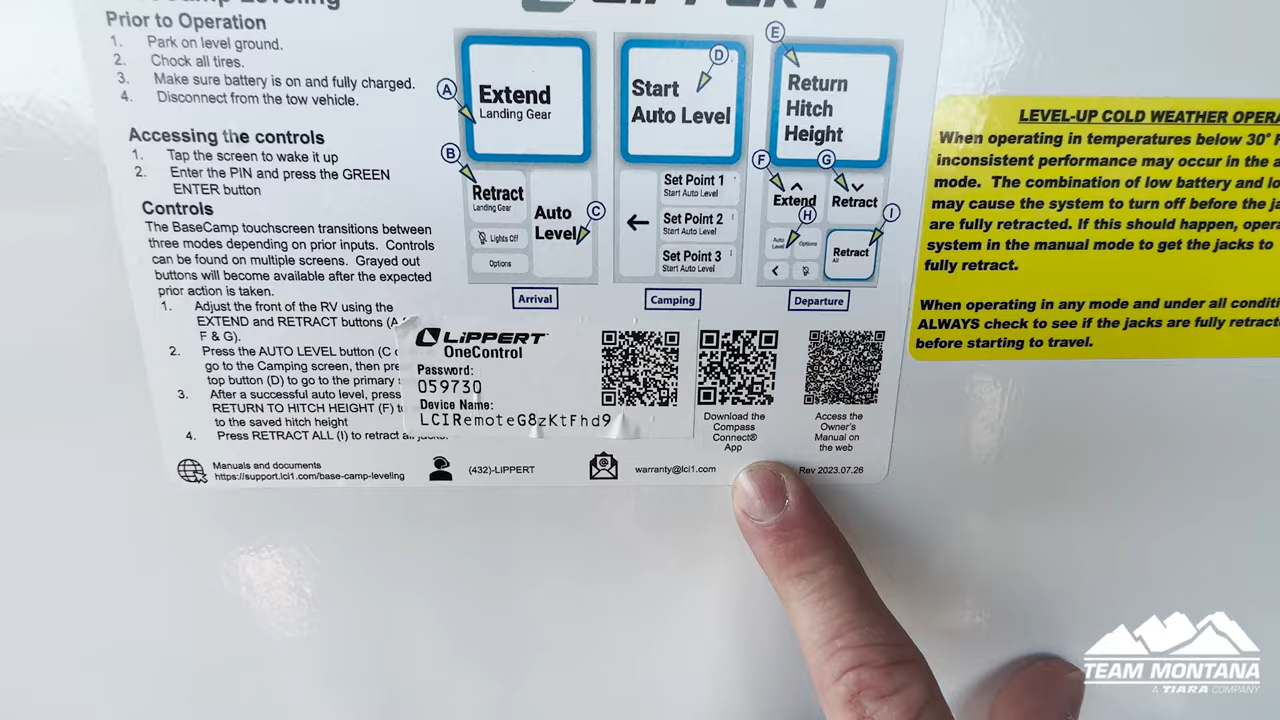 Leveling
LIPPERT
Prior to Operation
1. Park on level ground.
2. Chock all tires.
3. Make sure battery is on and fully charged.
4. Disconnect from the tow vehicle.
Accessing the controls
1. Tap the screen to wake it up
2. Enter the PIN and press the GREEN
ENTER button
Controls
The BaseCamp touchscreen transitions between
three modes depending on prior inputs. Controls
can be found on multiple screens. Grayed out
buttons will become available after the expected
prior action is taken.
1. Adjust the front of the RV using the
EXTEND and RETRACT buttons (A
F & G).
2. Press the AUTO LEVEL button (C
go to the Camping screen, then
top button (D) to go to the primary
3. After a successful auto level, press
RETURN TO HITCH HEIGHT (F)
to the saved hitch height
4. Press RETRACT ALL (I) to retract all jacks.
Manuals and documents
https://support.lci1.com/base-camp-leveling
(432)-LIPPERT
warranty@lci1.com
Rev 2023.07.26
A
Extend
Landing Gear
B
Retract
Landing Gear
Auto
Level
C
Lights Off
Options
Arrival
D
Start
Auto Level
Set Point 1
Start Auto Level
Set Point 2
Start Auto Level
Set Point 3
Start Auto Level
Camping
E
Return
Hitch
Height
F
G
Extend
Retract
H
I
Auto
Level
Options
Retract
All
Departure
LIPPERT
OneControl
Password:
059730
Device Name:
LCIRemoteG8zKtFhd9
Download the
Compass
Connect®
App
Access the
Owner's
Manual on
the web
LEVEL-UP COLD WEATHER
When operating in temperatures below 30°
inconsistent performance may occur in the
mode. The combination of low battery and
may cause the system to turn off before the
are fully retracted. If this should happen,
system in the manual mode to get the jacks to
fully retract.
When operating in any mode and under all
ALWAYS check to see if the jacks are fully
before starting to travel.
TEAM MONTANA
A TIARA COMPANY